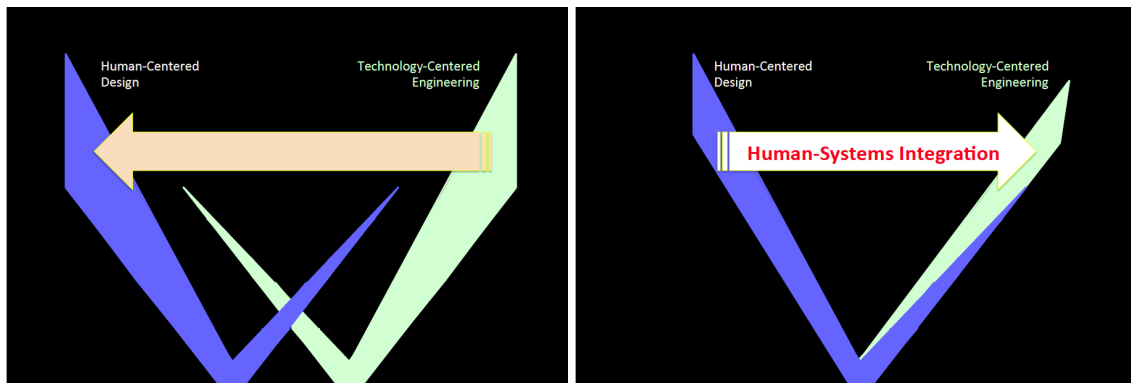 Human-Centered
Design
Technology-Centered
Engineering
Human-Centered
Design
Technology-Centered
Engineering
Human-Systems Integration